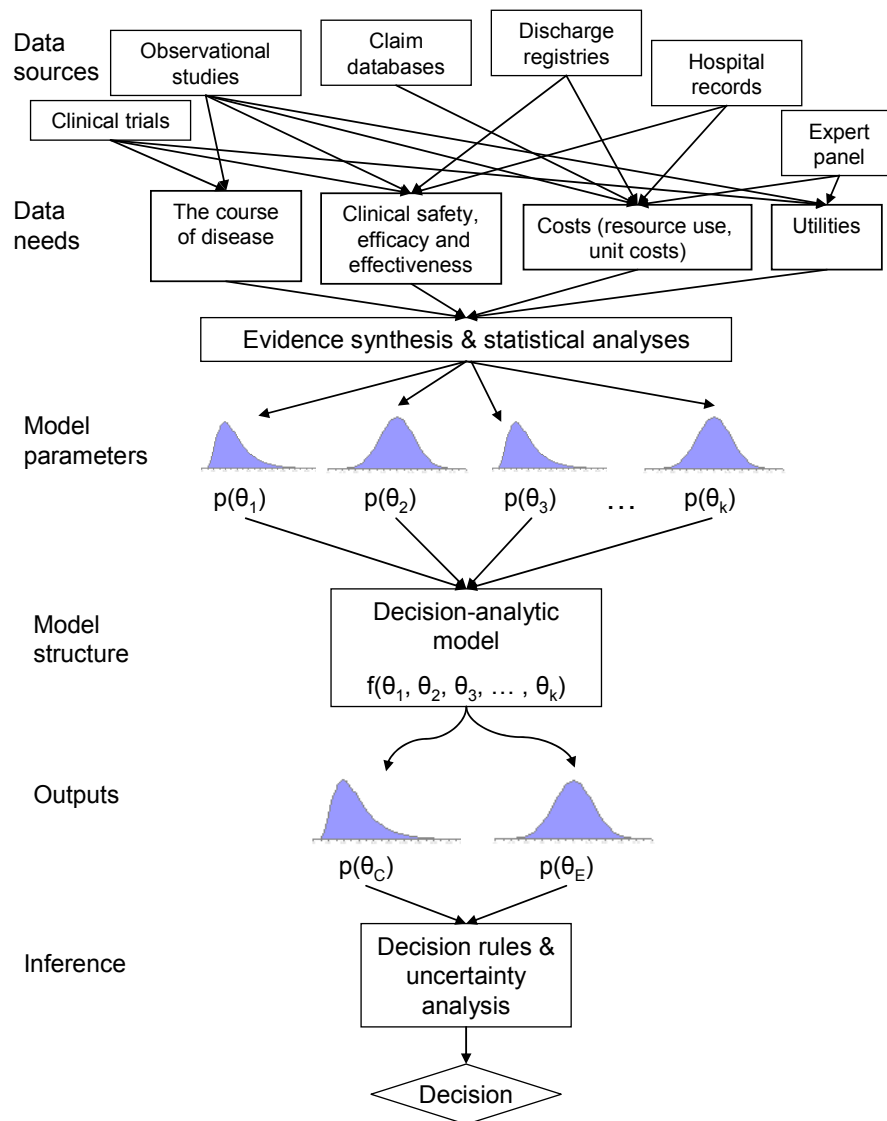 Data
sources
Observational
studies
Claim
databases
Discharge
registries
Hospital
records
Clinical trials
Expert
panel
Data
needs
The course
of disease
Clinical safety,
efficacy and
effectiveness
Costs (resource use,
unit costs)
Utilities
Evidence synthesis & statistical analyses
Model
parameters
p(θ₁)
p(θ₂)
p(θ₃)
...
p(θₖ)
Model
structure
Decision-analytic
model
f(θ₁, θ₂, θ₃, … , θₖ)
Outputs
p(θ_C)
p(θ_E)
Inference
Decision rules &
uncertainty
analysis
Decision